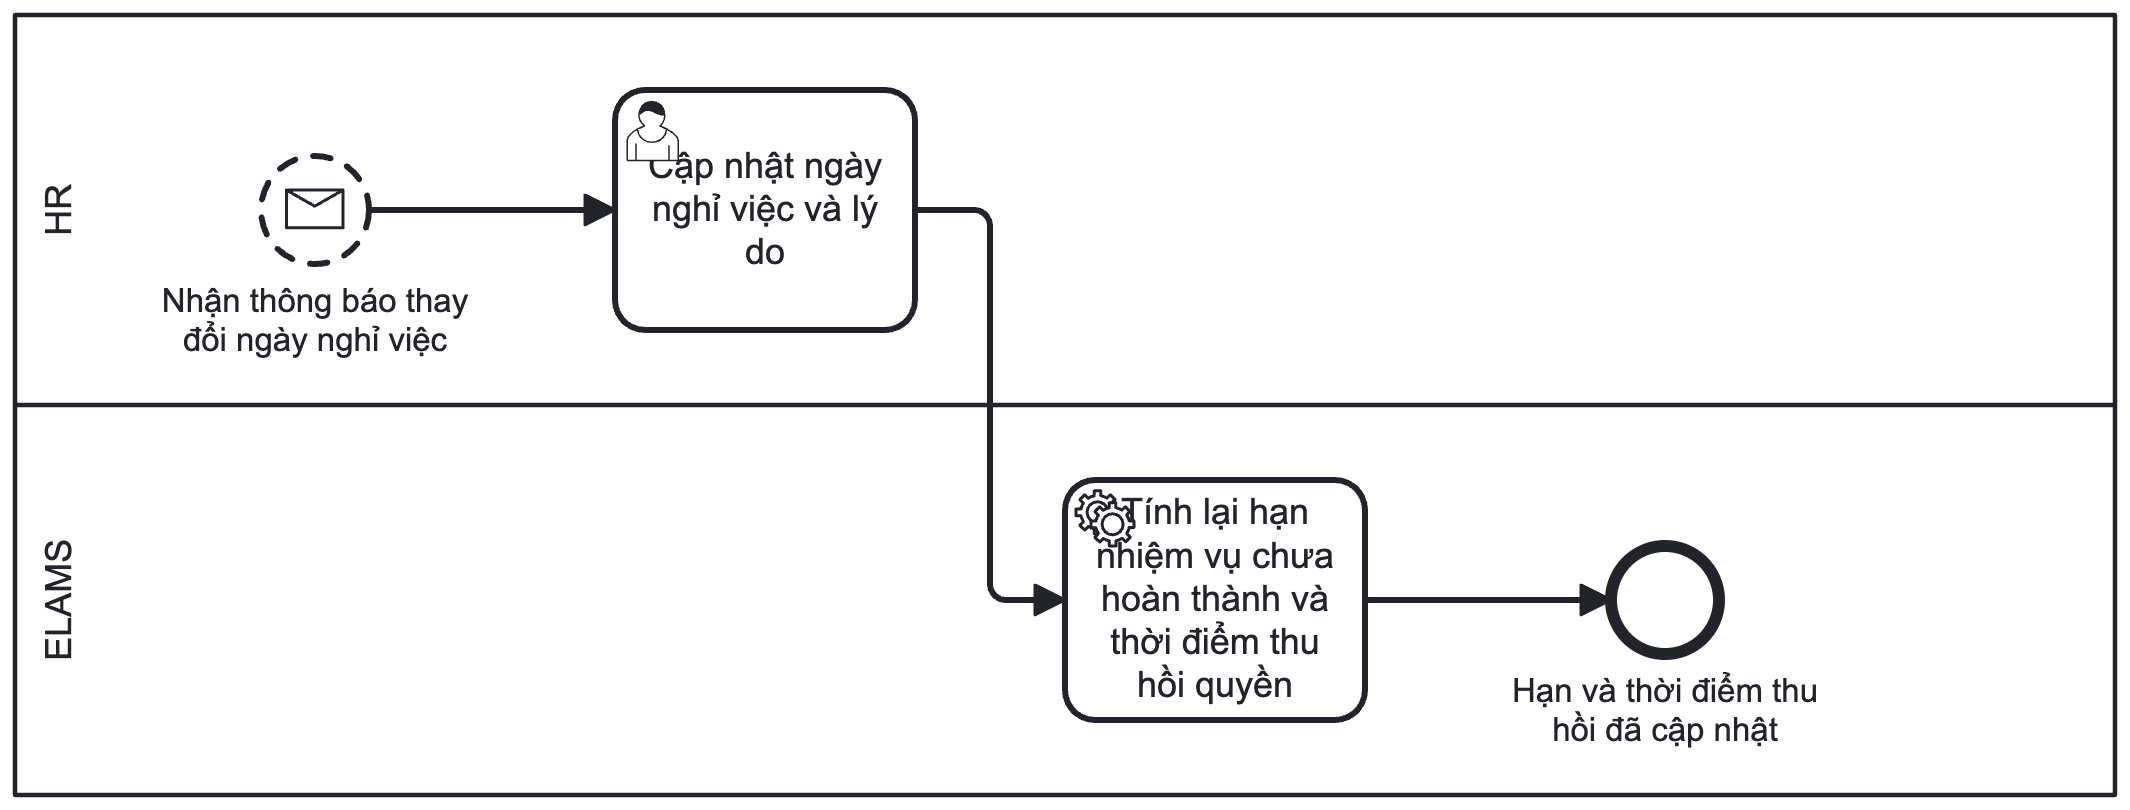 HR
Nhận thông báo thay
đổi ngày nghỉ việc
Cập nhật ngày
nghỉ việc và lý
do
ELAMS
Tính lại hạn
nhiệm vụ chưa
hoàn thành và
thời điểm thu
hồi quyền
Hạn và thời điểm thu
hồi đã cập nhật